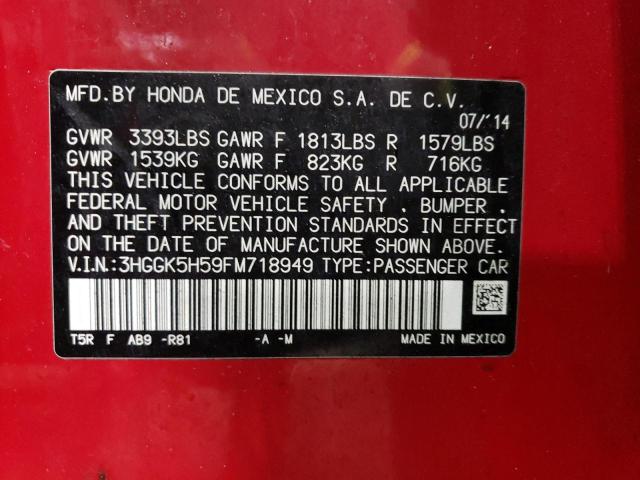 MFD.BY HONDA DE MEXICO S.A. DE C.V.
07/'14
GVWR 3393LBS GAWR F 1813LBS R 1579LBS
GVWR 1539KG GAWR F 823KG R 716KG
THIS VEHICLE CONFORMS TO ALL APPLICABLE
FEDERAL MOTOR VEHICLE SAFETY . BUMPER .
AND THEFT PREVENTION STANDARDS IN EFFECT
ON THE DATE OF MANUFACTURE SHOWN ABOVE.
V.I.N.:3HGGK5H59FM718949 TYPE:PASSENGER CAR
T5R F AB9 -R81 -A -M MADE IN MEXICO